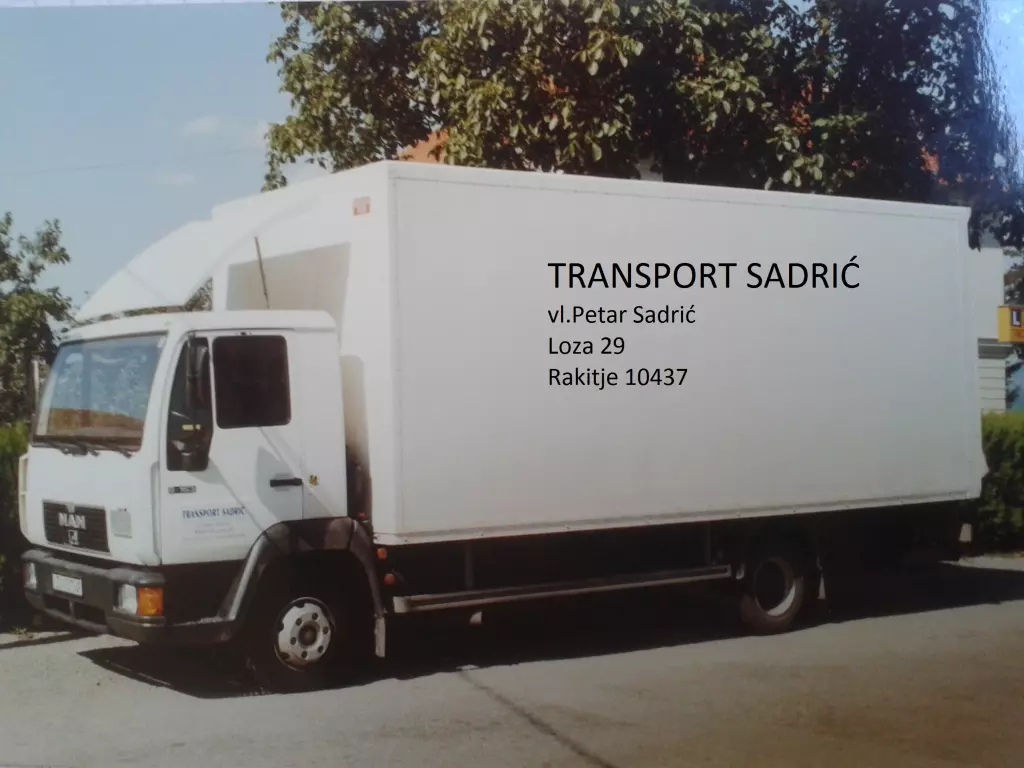 TRANSPORT SADRIĆ
vl.Petar Sadrić
Loza 29
Rakitje 10437
TRANSPORT SADRIĆ
MAN
L